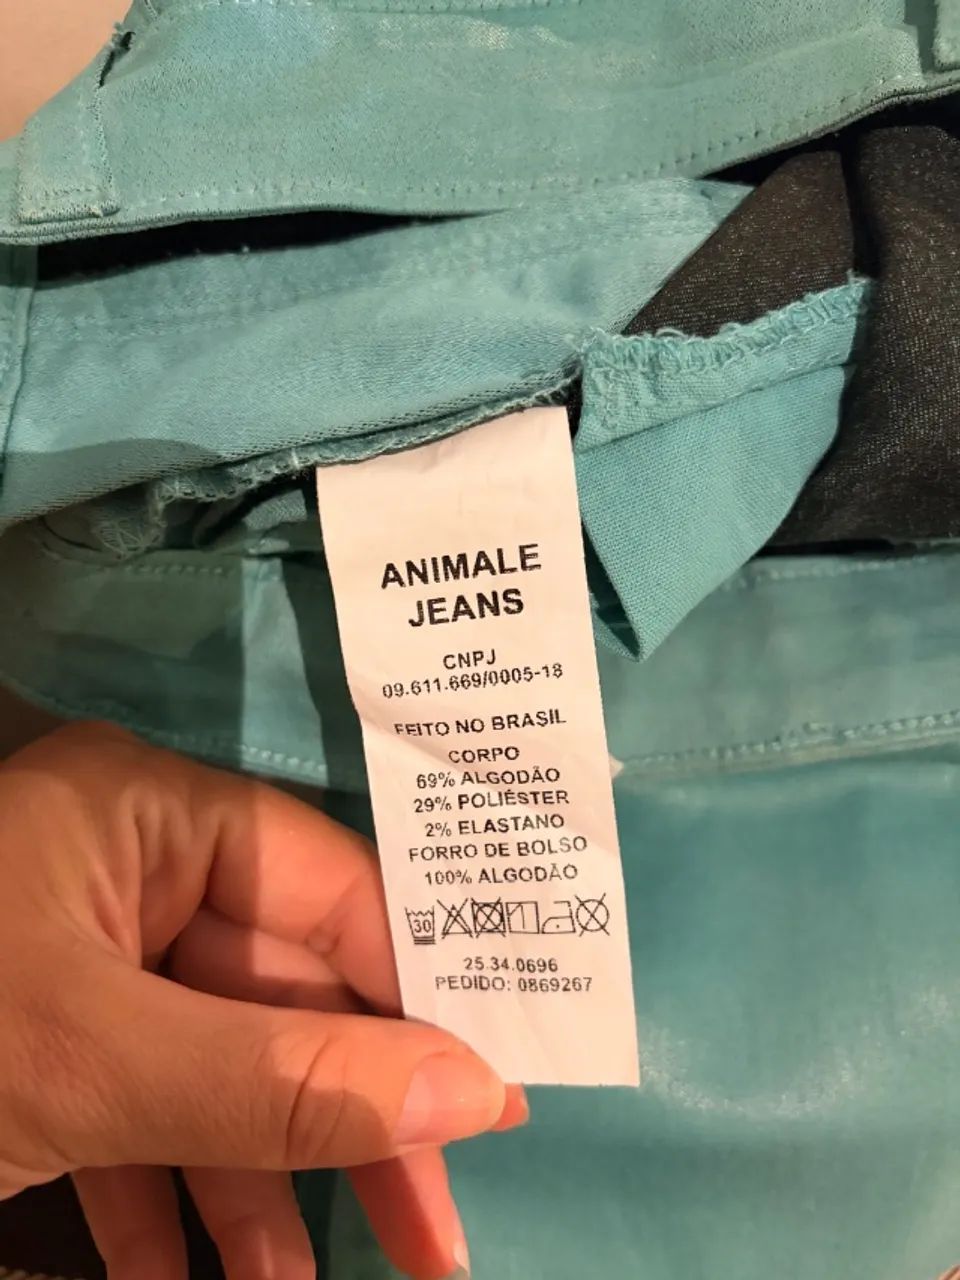 ANIMALE
JEANS
CNPJ
09.611.669/0005-18
FEITO NO BRASIL
CORPO
69% ALGODÃO
29% POLIÉSTER
2% ELASTANO
FORRO DE BOLSO
100% ALGODÃO
30
25.34.0696
PEDIDO: 0869267